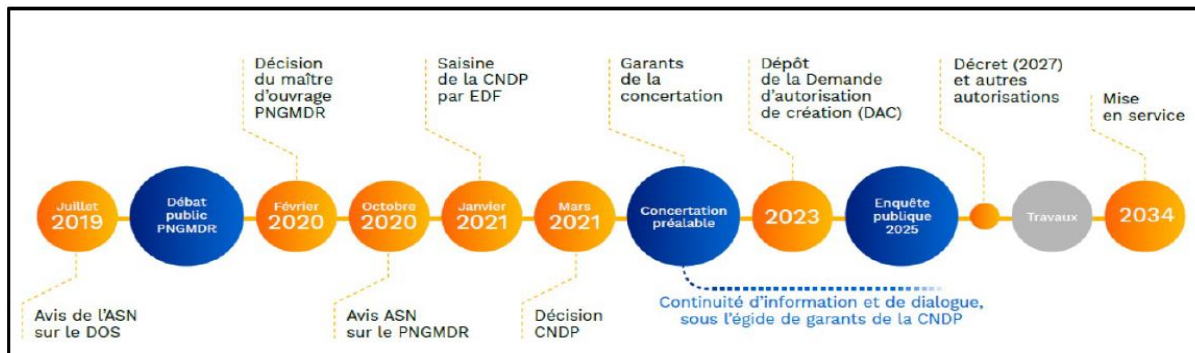 Décision
du maître
d'ouvrage
PNGMDR
Saisine
de la CNDP
par EDF
Garants
de la
concertation
Dépôt
de la Demande
d'autorisation
de création (DAC)
Décret (2027)
et autres
autorisations
Mise
en service
Juillet
2019
Débat
public
PNGMDR
Février
2020
Octobre
2020
Janvier
2021
Mars
2021
Concertation
préalable
2023
Enquête
publique
2025
Travaux
2034
Avis de l'ASN
sur le DOS
Avis ASN
sur le PNGMDR
Décision
CNDP
Continuité d'information et de dialogue,
sous l'égide de garants de la CNDP